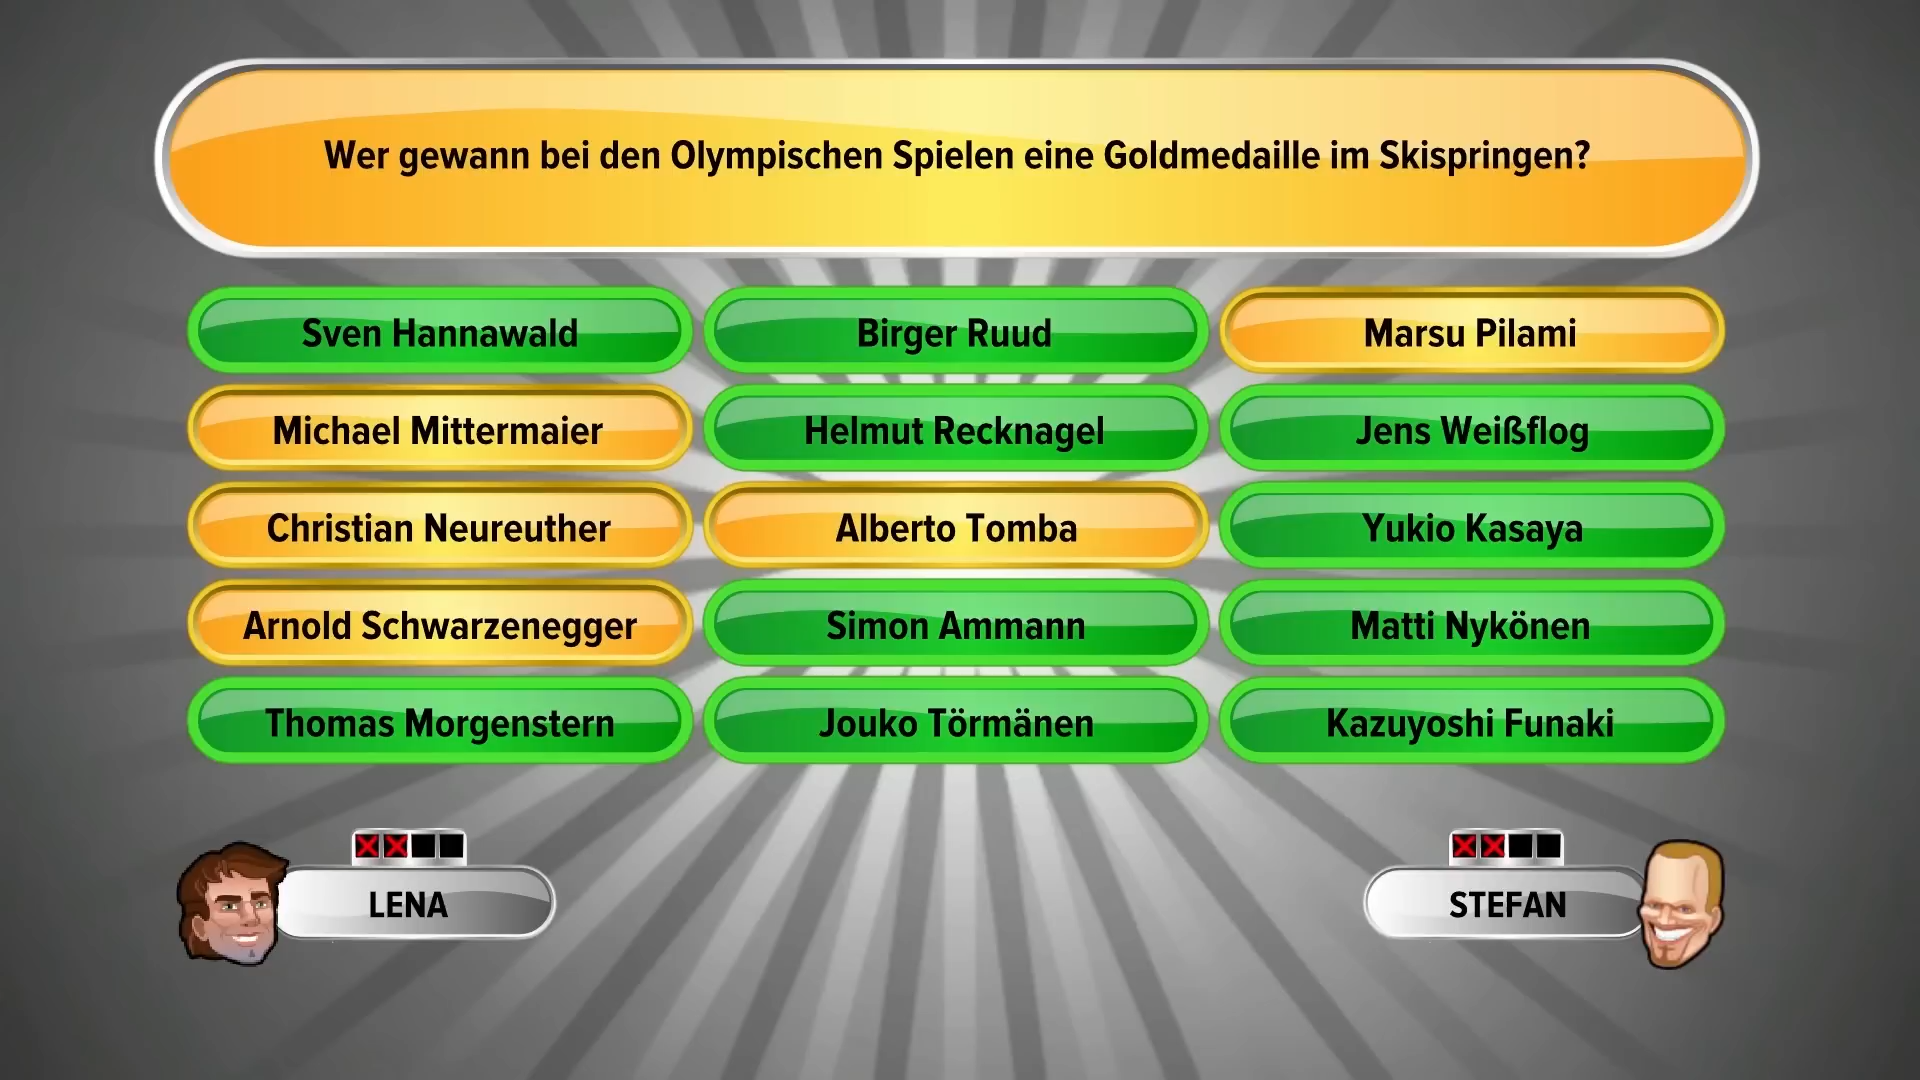 Wer gewann bei den Olympischen Spielen eine Goldmedaille im Skispringen?
Sven Hannawald
Birger Ruud
Marsu Pilami
Michael Mittermaier
Helmut Recknagel
Jens Weißflog
Christian Neureuther
Alberto Tomba
Yukio Kasaya
Arnold Schwarzenegger
Simon Ammann
Matti Nykönen
Thomas Morgenstern
Jouko Törmänen
Kazuyoshi Funaki
LENA
STEFAN